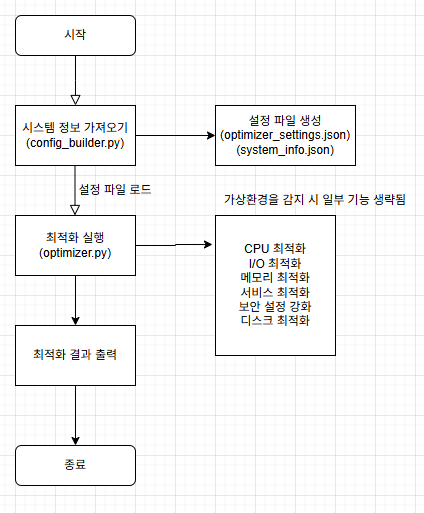 시작
시스템 정보 가져오기
(config_builder.py)
설정 파일 생성
(optimizer_settings.json)
(system_info.json)
설정 파일 로드
가상환경을 감지 시 일부 기능 생략됨
최적화 실행
(optimizer.py)
CPU 최적화
I/O 최적화
메모리 최적화
서비스 최적화
보안 설정 강화
디스크 최적화
최적화 결과 출력
종료